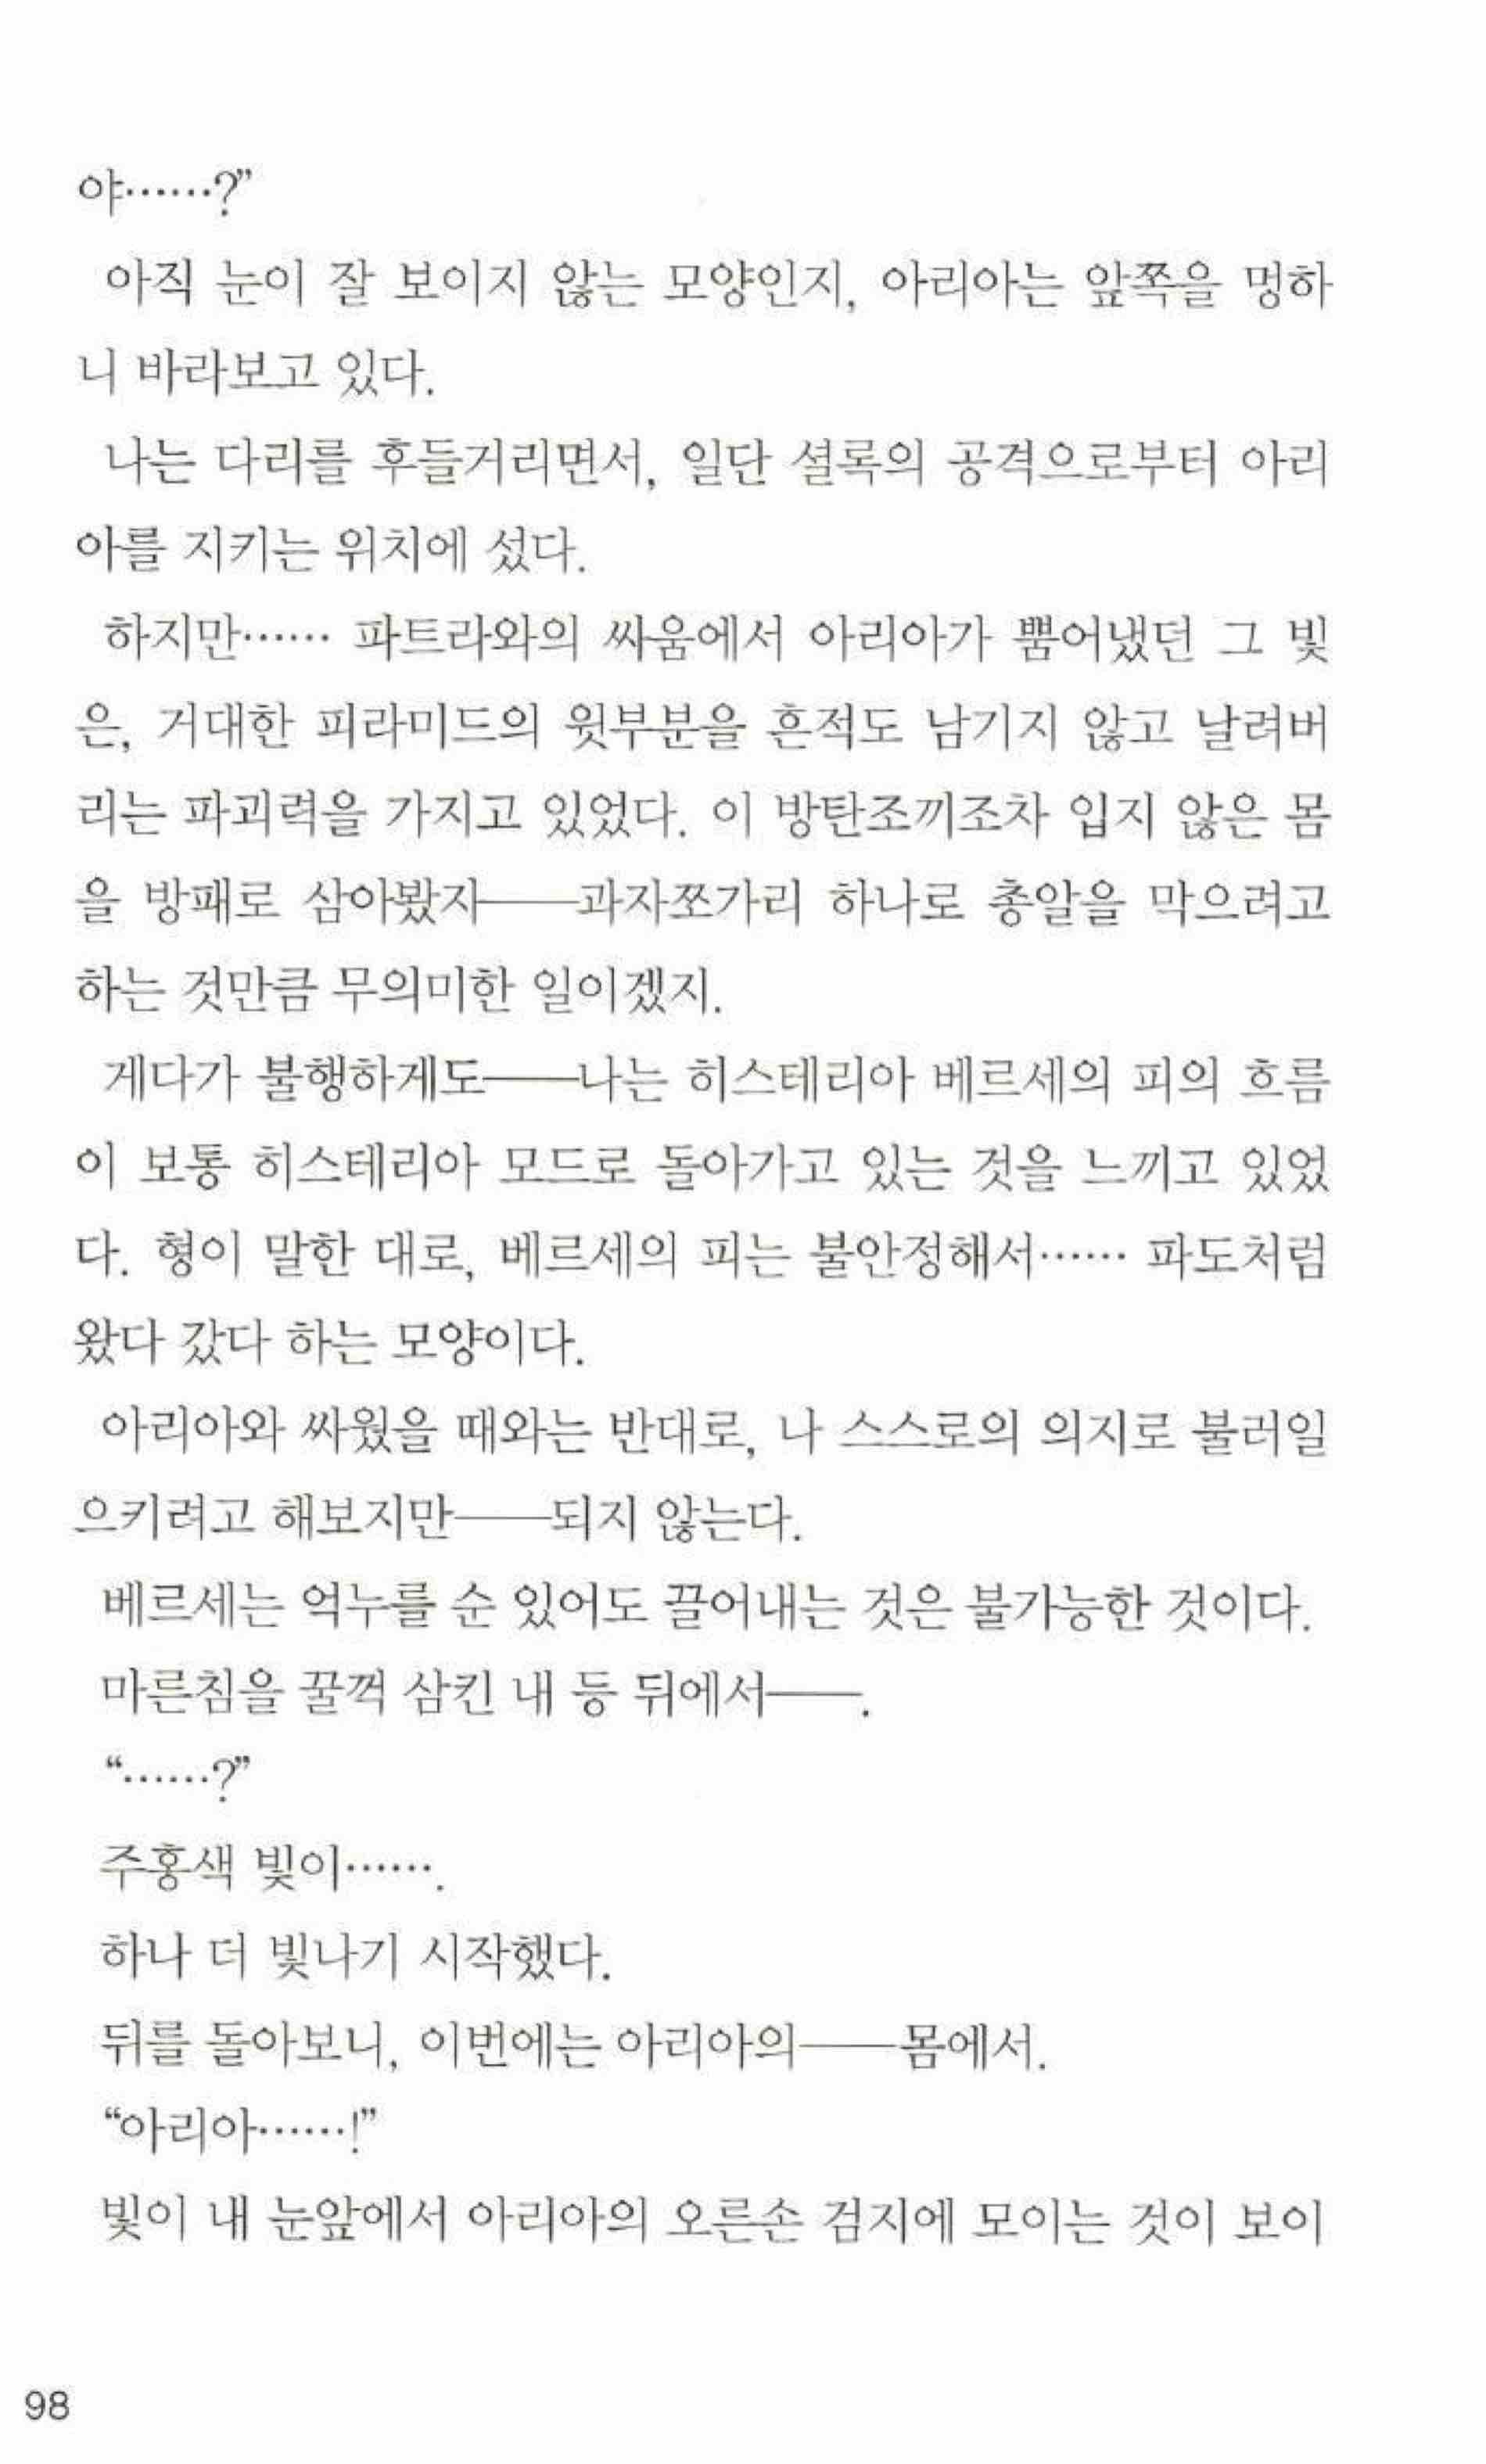 야……?”
아직 눈이 잘 보이지 않는 모양인지, 아리아는 앞쪽을 멍하
니 바라보고 있다.
나는 다리를 후들거리면서, 일단 셜록의 공격으로부터 아리
아를 지키는 위치에 섰다.
하지만…… 파트라와의 싸움에서 아리아가 뿜어냈던 그 빛
은, 거대한 피라미드의 윗부분을 흔적도 남기지 않고 날려버
리는 파괴력을 가지고 있었다. 이 방탄조끼조차 입지 않은 몸
을 방패로 삼아봤자──과자쪼가리 하나로 총알을 막으려고
하는 것만큼 무의미한 일이겠지.
게다가 불행하게도──나는 히스테리아 베르세의 피의 흐름
이 보통 히스테리아 모드로 돌아가고 있는 것을 느끼고 있었
다. 형이 말한 대로, 베르세의 피는 불안정해서…… 파도처럼
왔다 갔다 하는 모양이다.
아리아와 싸웠을 때와는 반대로, 나 스스로의 의지로 불러일
으키려고 해보지만──되지 않는다.
베르세는 억누를 순 있어도 끌어내는 것은 불가능한 것이다.
마른침을 꿀꺽 삼킨 내 등 뒤에서──.
“……?”
주홍색 빛이…….
하나 더 빛나기 시작했다.
뒤를 돌아보니, 이번에는 아리아의──몸에서.
“아리아……!”
빛이 내 눈앞에서 아리아의 오른손 검지에 모이는 것이 보이
98